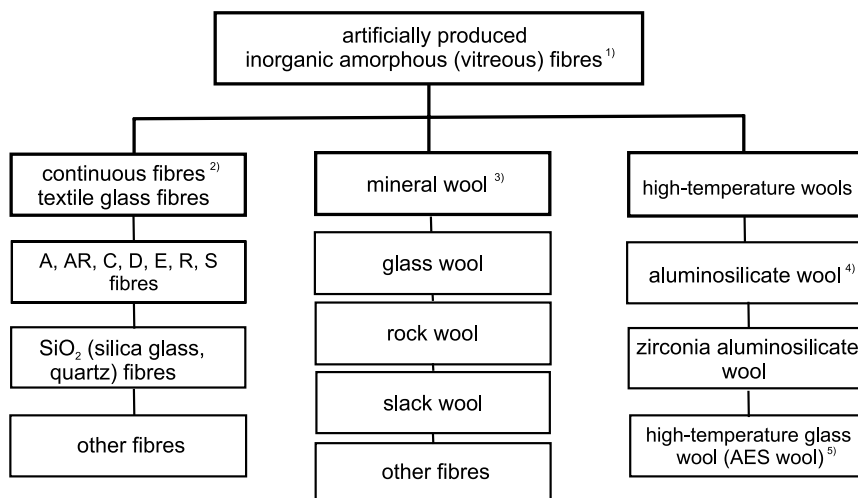 artificially produced
inorganic amorphous (vitreous) fibres 1)
continuous fibres 2)
textile glass fibres
A, AR, C, D, E, R, S
fibres
SiO₂ (silica glass,
quartz) fibres
other fibres
mineral wool 3)
glass wool
rock wool
slack wool
other fibres
high-temperature wools
aluminosilicate wool 4)
zirconia aluminosilicate
wool
high-temperature glass
wool (AES wool) 5)